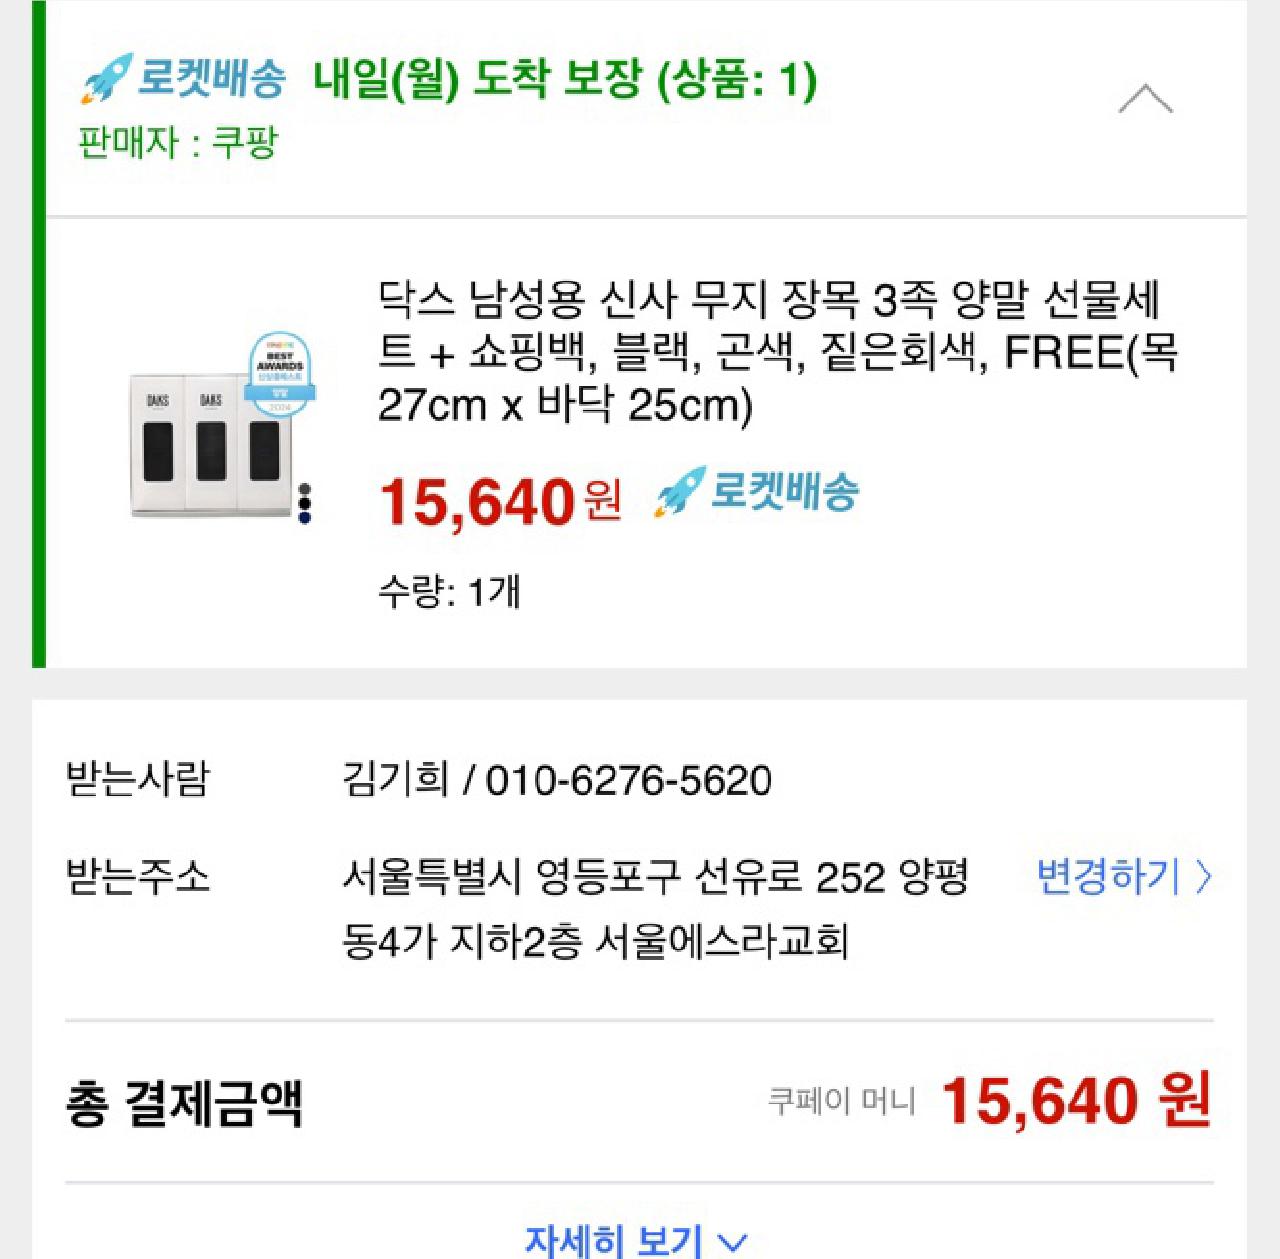 로켓배송 내일(월) 도착 보장 (상품: 1)
판매자 : 쿠팡
닥스 남성용 신사 무지 장목 3족 양말 선물세
트 + 쇼핑백, 블랙, 곤색, 짙은회색, FREE(목
27cm x 바닥 25cm)
BEST
AWARDS
2024
DAKS DAKS
15,640원 로켓배송
수량: 1개
받는사람 김기희 / 010-6276-5620
받는주소 서울특별시 영등포구 선유로 252 양평 변경하기
동4가 지하2층 서울에스라교회
총 결제금액 쿠페이 머니 15,640 원
자세히 보기